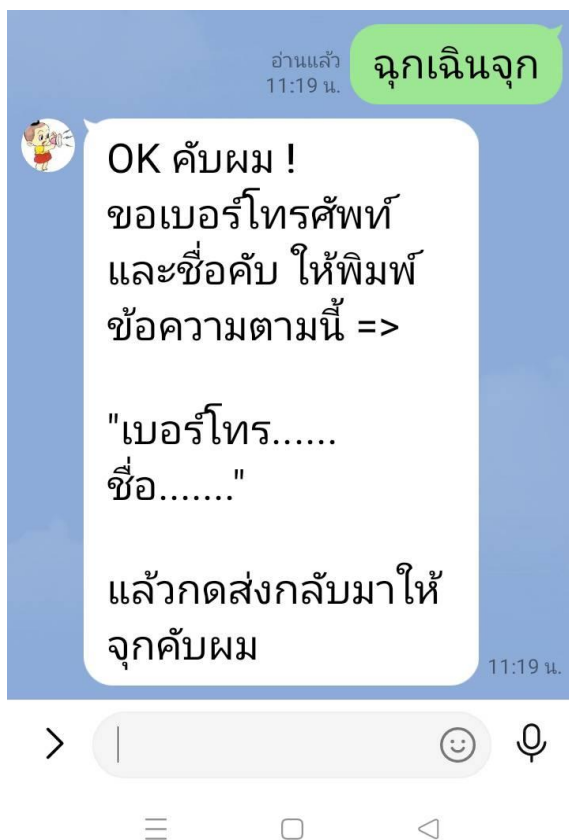 อ่านแล้ว
11:19 น.
ฉุกเฉินจุก
OK คับผม !
ขอเบอร์โทรศัพท์
และชื่อคับ ให้พิมพ์
ข้อความตามนี้ =>
"เบอร์โทร......
ชื่อ......."
แล้วกดส่งกลับมาให้
จุกคับผม
11:19 น.